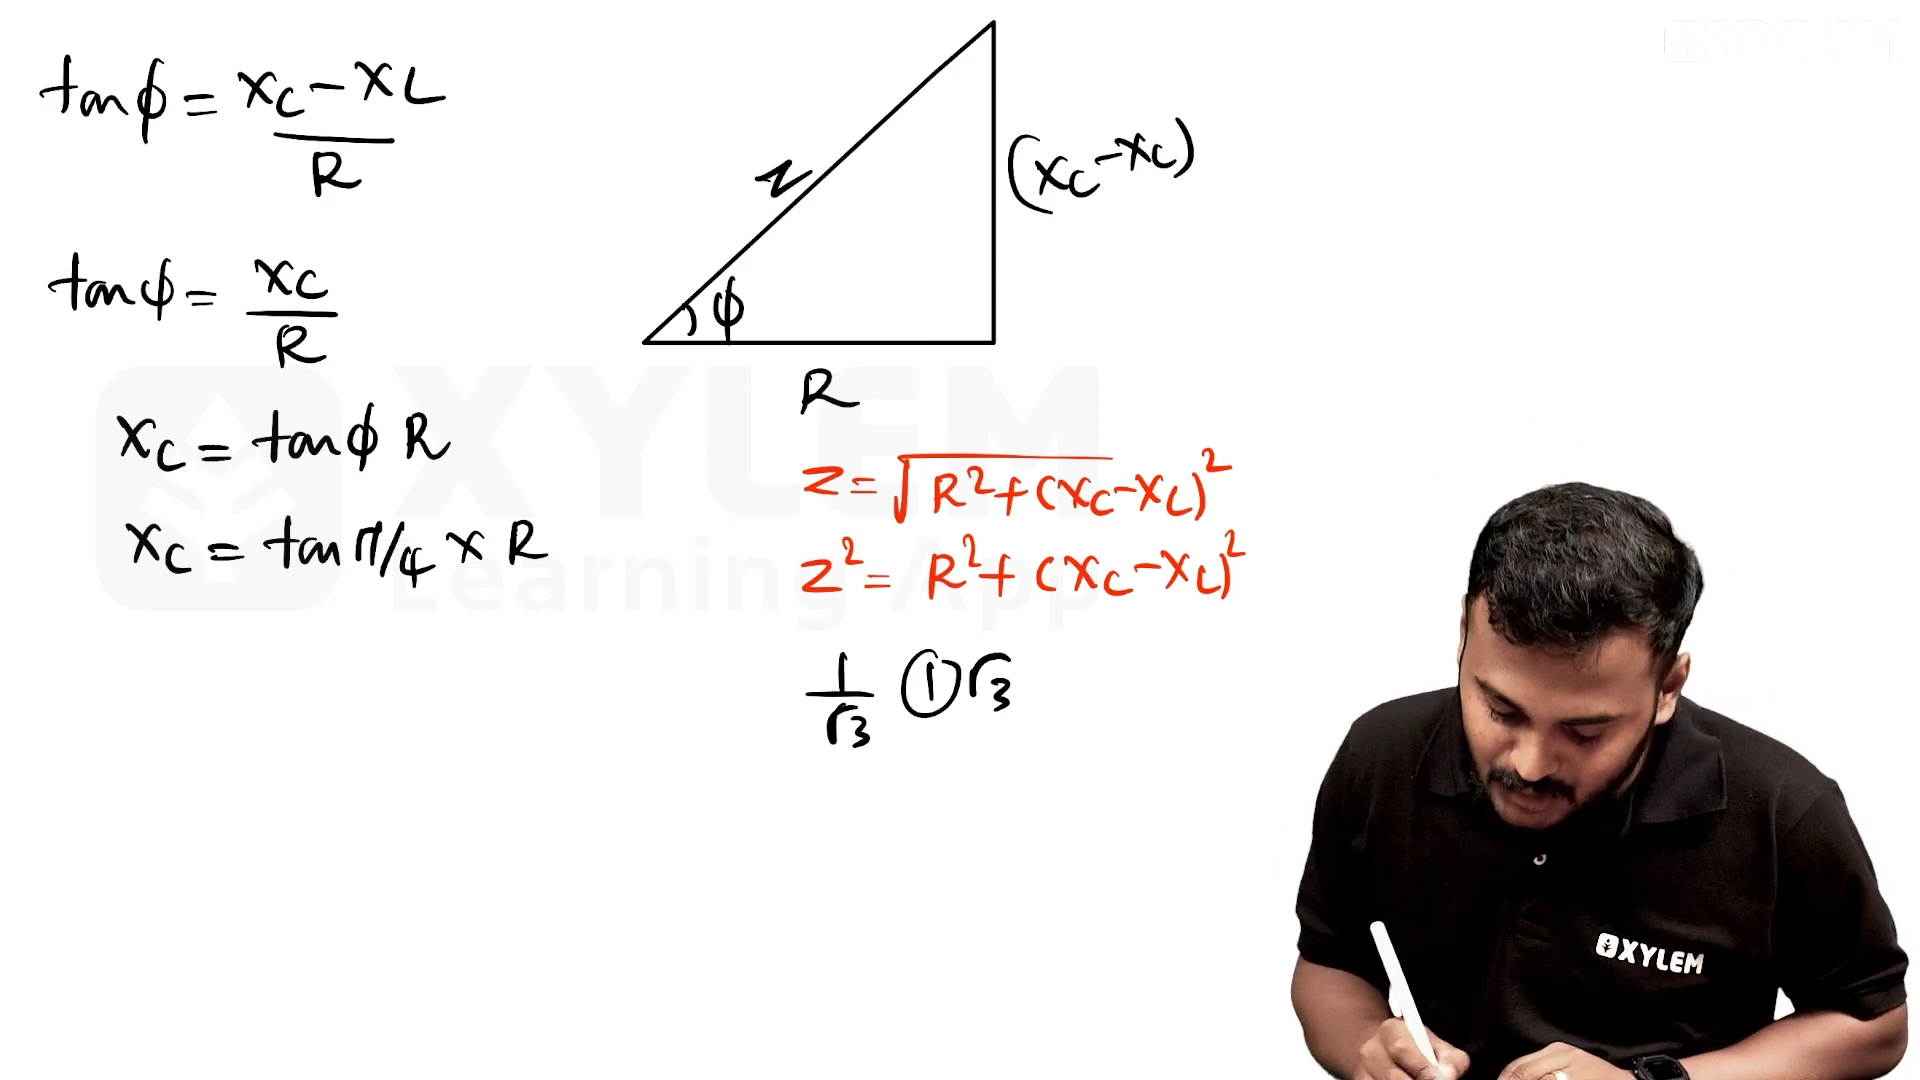 tanϕ = xC - xL / R
tanϕ = xC / R
xC = tanϕ R
xC = tan π/4 × R
z
(xC - xC)
ϕ
R
z = √R² + (xC - xL)²
z² = R² + (xC - xL)²
1/√3 ① √3
XYLEM
Learning App
XYLEM